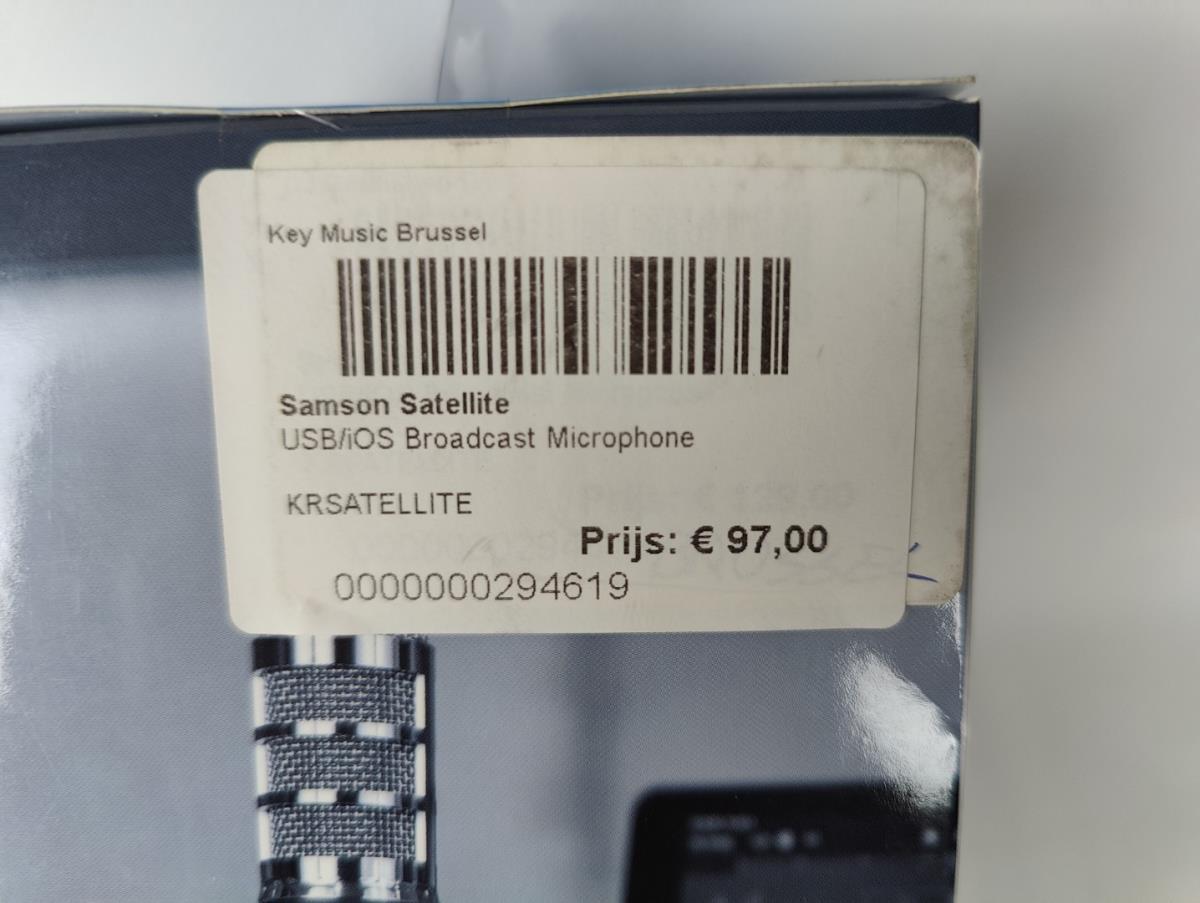 Key Music Brussel
Samson Satellite
USB/iOS Broadcast Microphone
KRSATELLITE
Prijs: € 97,00
0000000294619